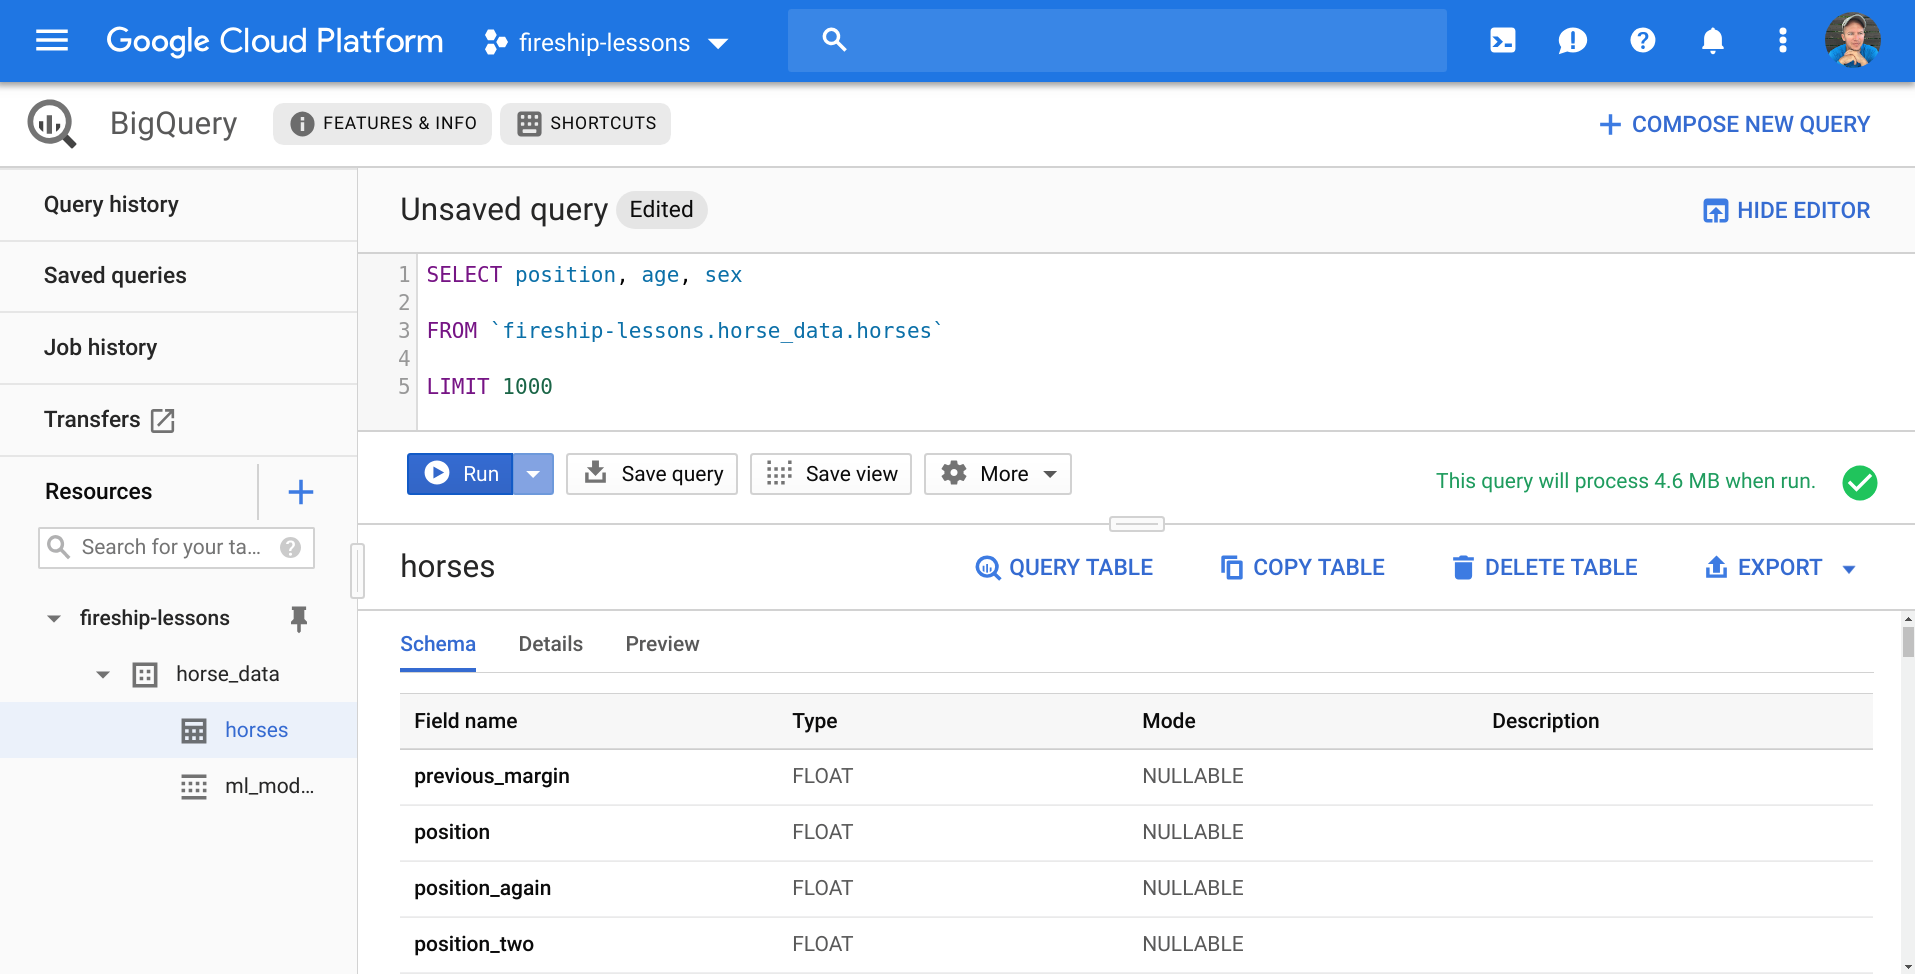 Google Cloud Platform fireship-lessons
BigQuery FEATURES & INFO SHORTCUTS COMPOSE NEW QUERY
Query history
Saved queries
Job history
Transfers
Resources
Search for your ta...
fireship-lessons
horse_data
horses
ml_mod...
Unsaved query Edited HIDE EDITOR
1 SELECT position, age, sex
2
3 FROM `fireship-lessons.horse_data.horses`
4
5 LIMIT 1000
Run Save query Save view More This query will process 4.6 MB when run.
horses QUERY TABLE COPY TABLE DELETE TABLE EXPORT
Schema Details Preview
Field name Type Mode Description
previous_margin FLOAT NULLABLE
position FLOAT NULLABLE
position_again FLOAT NULLABLE
position_two FLOAT NULLABLE